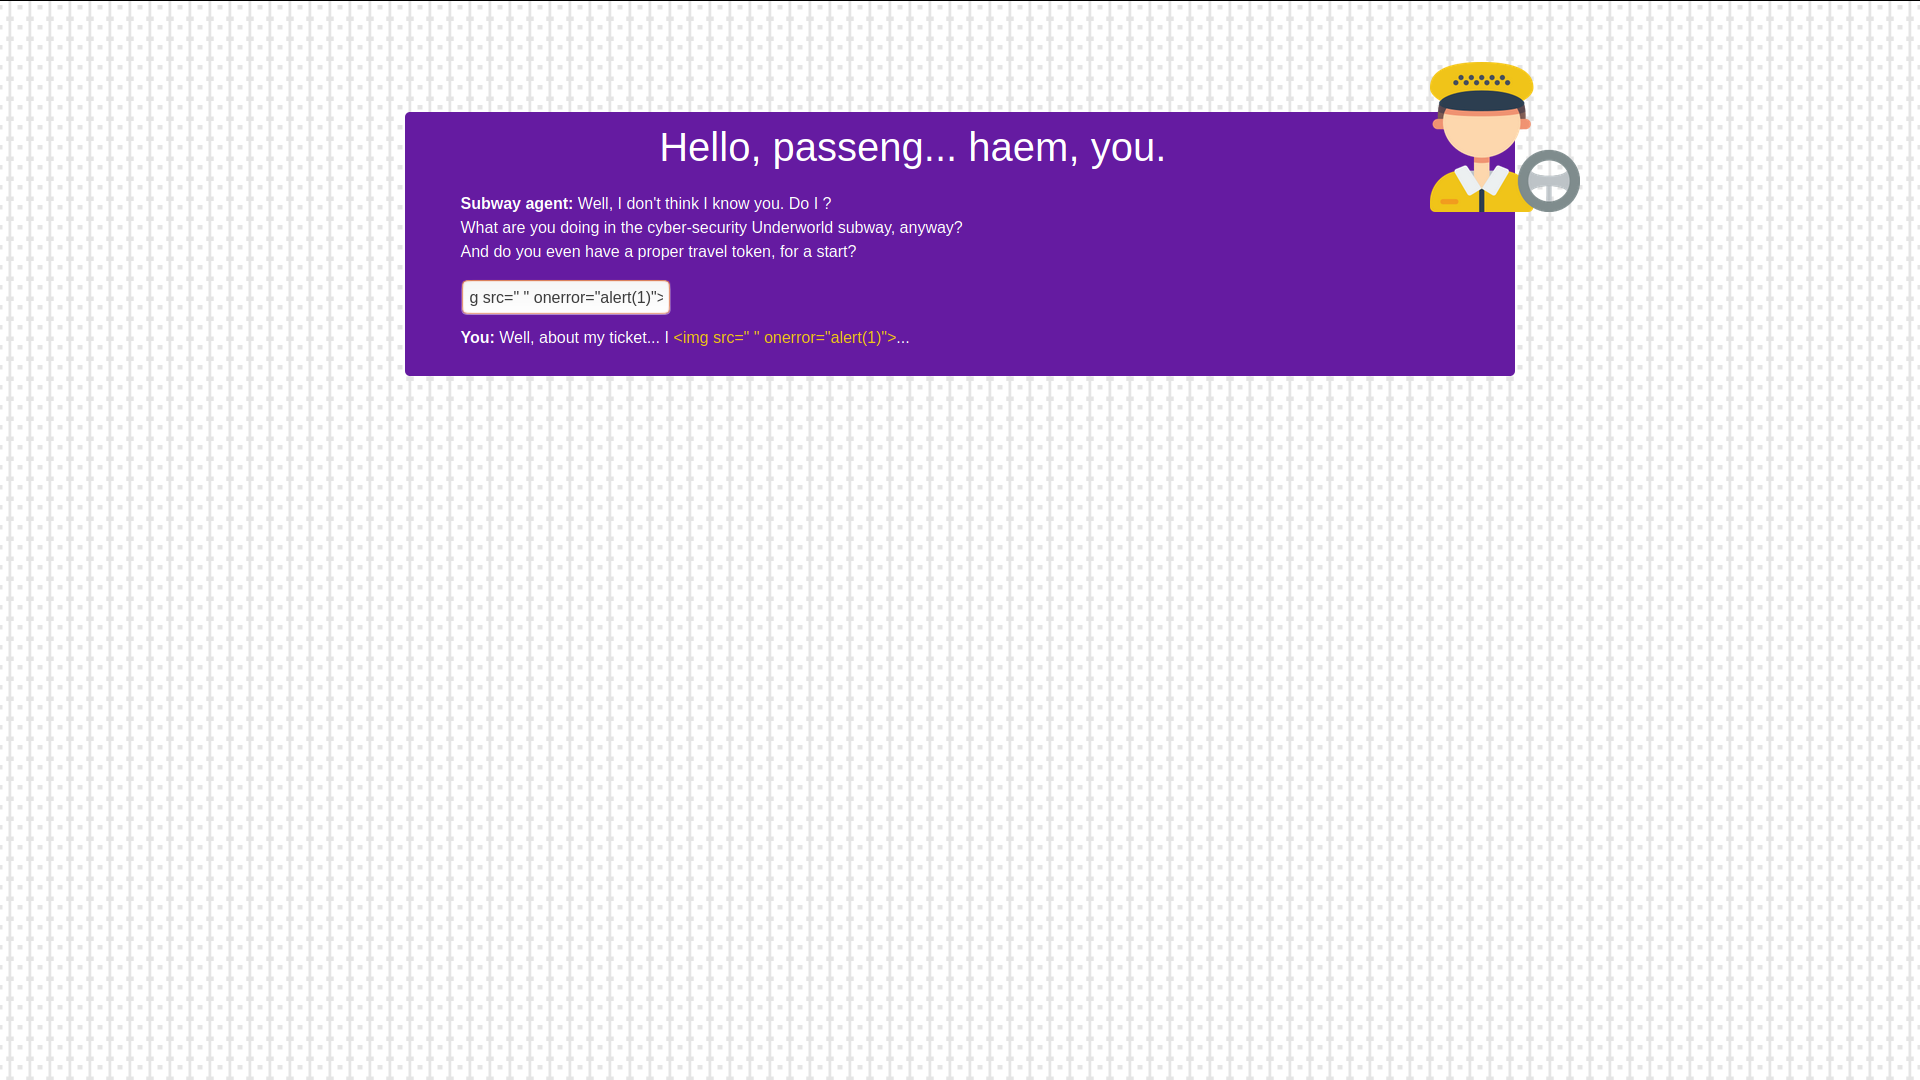 Hello, passeng... haem, you.
Subway agent: Well, I don't think I know you. Do I ?
What are you doing in the cyber-security Underworld subway, anyway?
And do you even have a proper travel token, for a start?
g src=" " onerror="alert(1)">
You: Well, about my ticket... I <img src=" " onerror="alert(1)">...